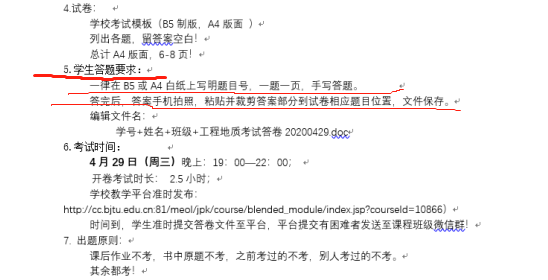 4.试卷：
学校考试模板（B5 制版，A4 版面 ）
列出各题，留答案空白！
总计 A4 版面，6-8 页！
5.学生答题要求：
一律在 B5 或 A4 白纸上写明题目号，一题一页，手写答题。
答完后，答案手机拍照，粘贴并裁剪答案部分到试卷相应题目位置，文件保存。
编辑文件名：
学号+姓名+班级+工程地质考试答卷 20200429.doc
6.考试时间：
4 月 29 日（周三）晚上：19：00—22：00；
开卷考试时长： 2.5 小时；
学校教学平台准时发布：
http://cc.bjtu.edu.cn:81/meol/jpk/course/blended_module/index.jsp?courseId=10866）
时间到，学生准时提交答卷文件至平台，平台提交有困难者发送至课程班级微信群！
7. 出题原则：
课后作业不考，书中原题不考，之前考过的不考，别人考过的不考。
其余都考！